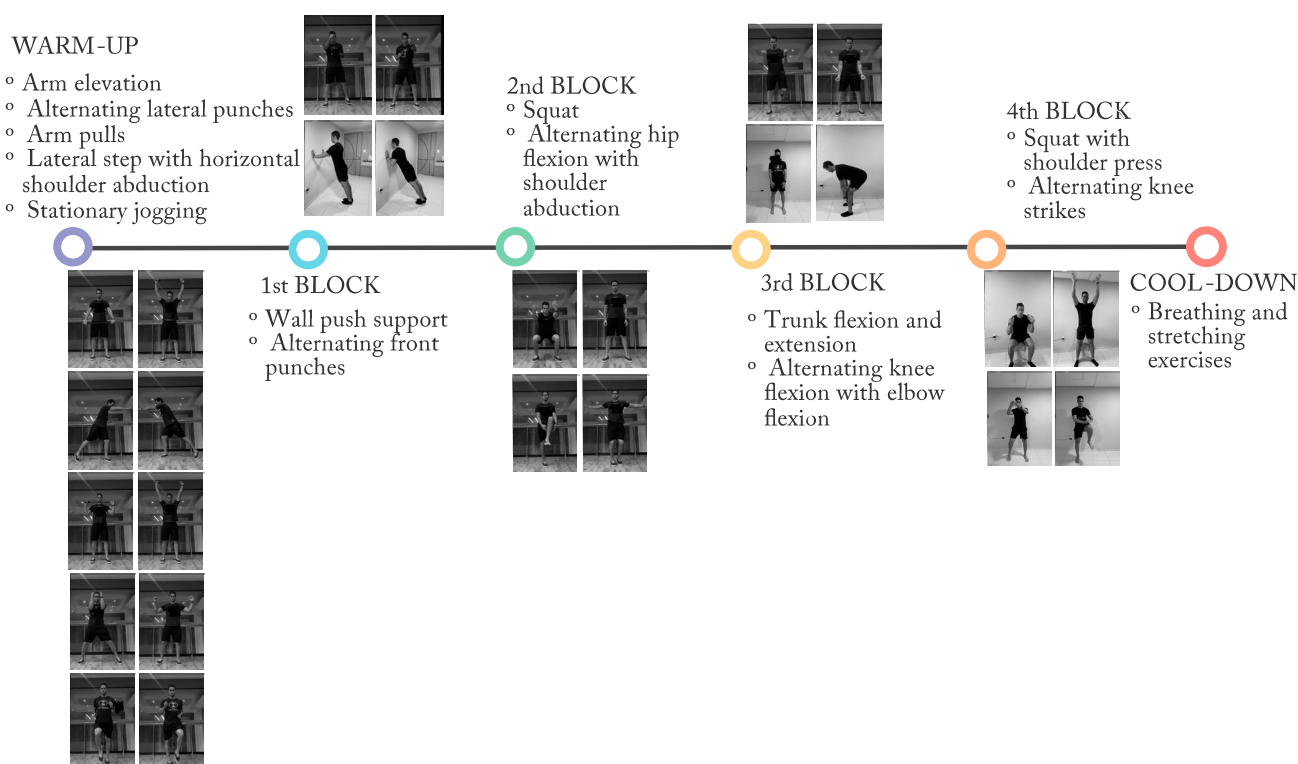 WARM-UP
º Arm elevation
º Alternating lateral punches
º Arm pulls
º Lateral step with horizontal
shoulder abduction
º Stationary jogging
1st BLOCK
º Wall push support
º Alternating front
punches
2nd BLOCK
º Squat
º Alternating hip
flexion with
shoulder
abduction
3rd BLOCK
º Trunk flexion and
extension
º Alternating knee
flexion with elbow
flexion
4th BLOCK
º Squat with
shoulder press
º Alternating knee
strikes
COOL-DOWN
º Breathing and
stretching
exercises